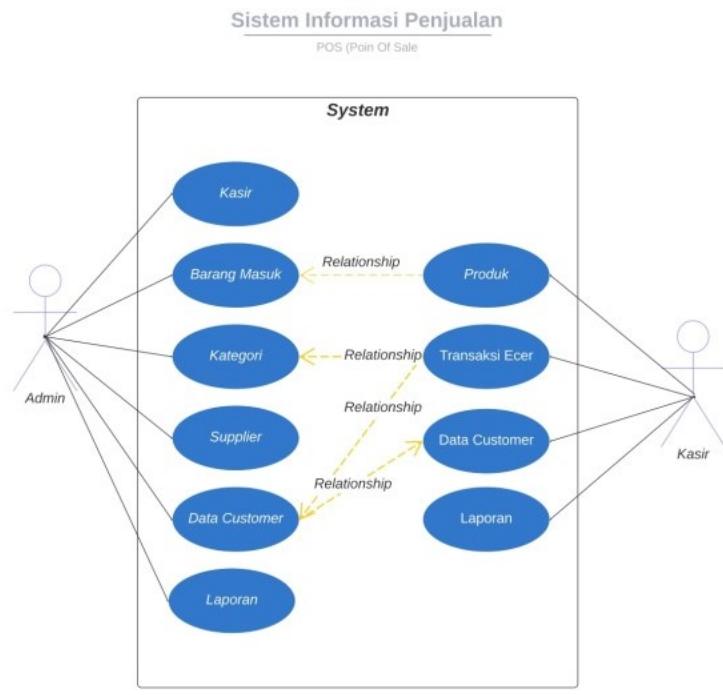 Sistem Informasi Penjualan
POS (Poin Of Sale
System
Kasir
Barang Masuk
Relationship
Produk
Kategori
Relationship
Transaksi Ecer
Relationship
Supplier
Data Customer
Relationship
Data Customer
Laporan
Laporan
Admin
Kasir